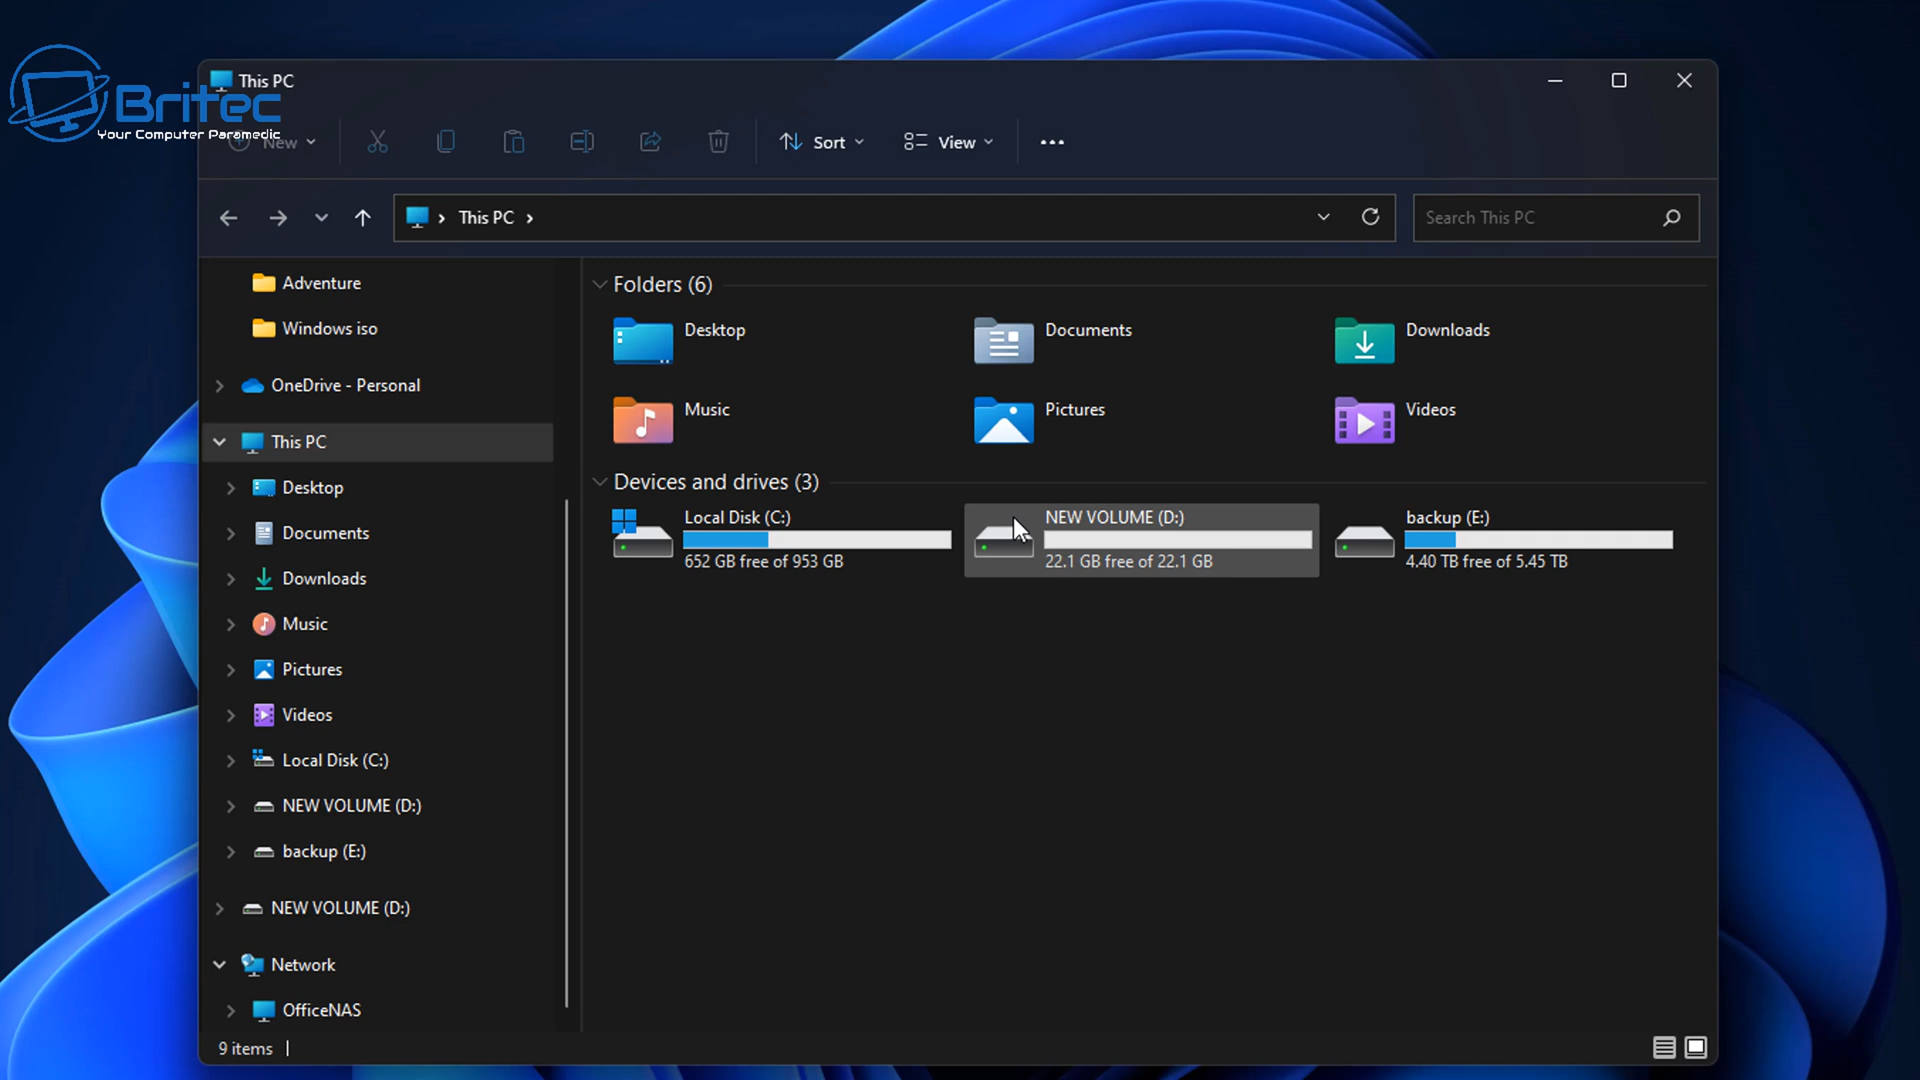 Britec
Your Computer Paramedic
This PC
New
Sort
View
This PC
Search This PC
Adventure
Windows iso
OneDrive - Personal
This PC
Desktop
Documents
Downloads
Music
Pictures
Videos
Local Disk (C:)
NEW VOLUME (D:)
backup (E:)
NEW VOLUME (D:)
Network
OfficeNAS
Folders (6)
Desktop
Documents
Downloads
Music
Pictures
Videos
Devices and drives (3)
Local Disk (C:)
652 GB free of 953 GB
NEW VOLUME (D:)
22.1 GB free of 22.1 GB
backup (E:)
4.40 TB free of 5.45 TB
9 items